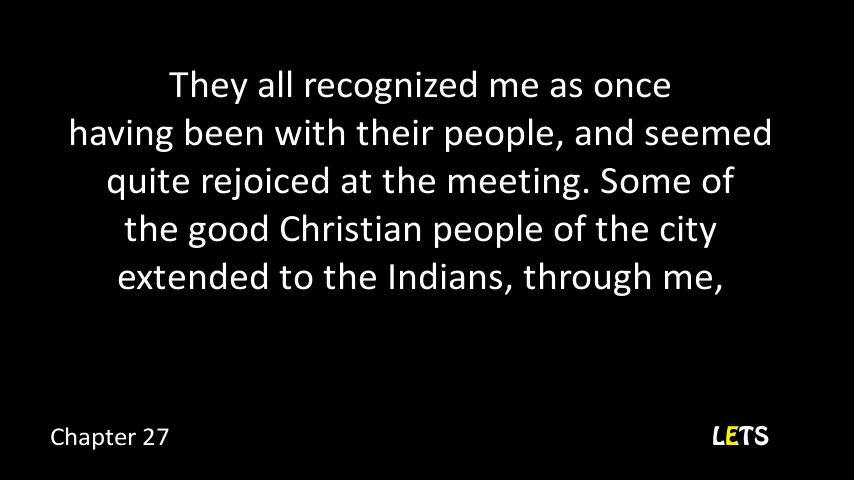 They all recognized me as once
having been with their people, and seemed
quite rejoiced at the meeting. Some of
the good Christian people of the city
extended to the Indians, through me,
Chapter 27
LETS